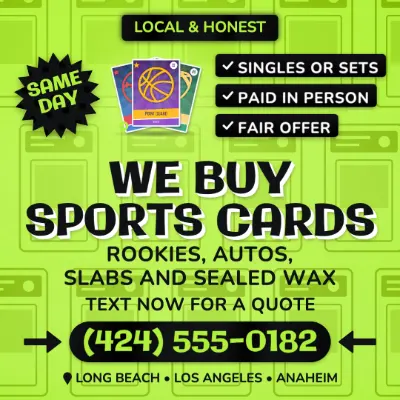 LOCAL & HONEST
SAME
DAY
SINGLES OR SETS
PAID IN PERSON
FAIR OFFER
WE BUY
SPORTS CARDS
ROOKIES, AUTOS,
SLABS AND SEALED WAX
TEXT NOW FOR A QUOTE
(424) 555-0182
LONG BEACH • LOS ANGELES • ANAHEIM